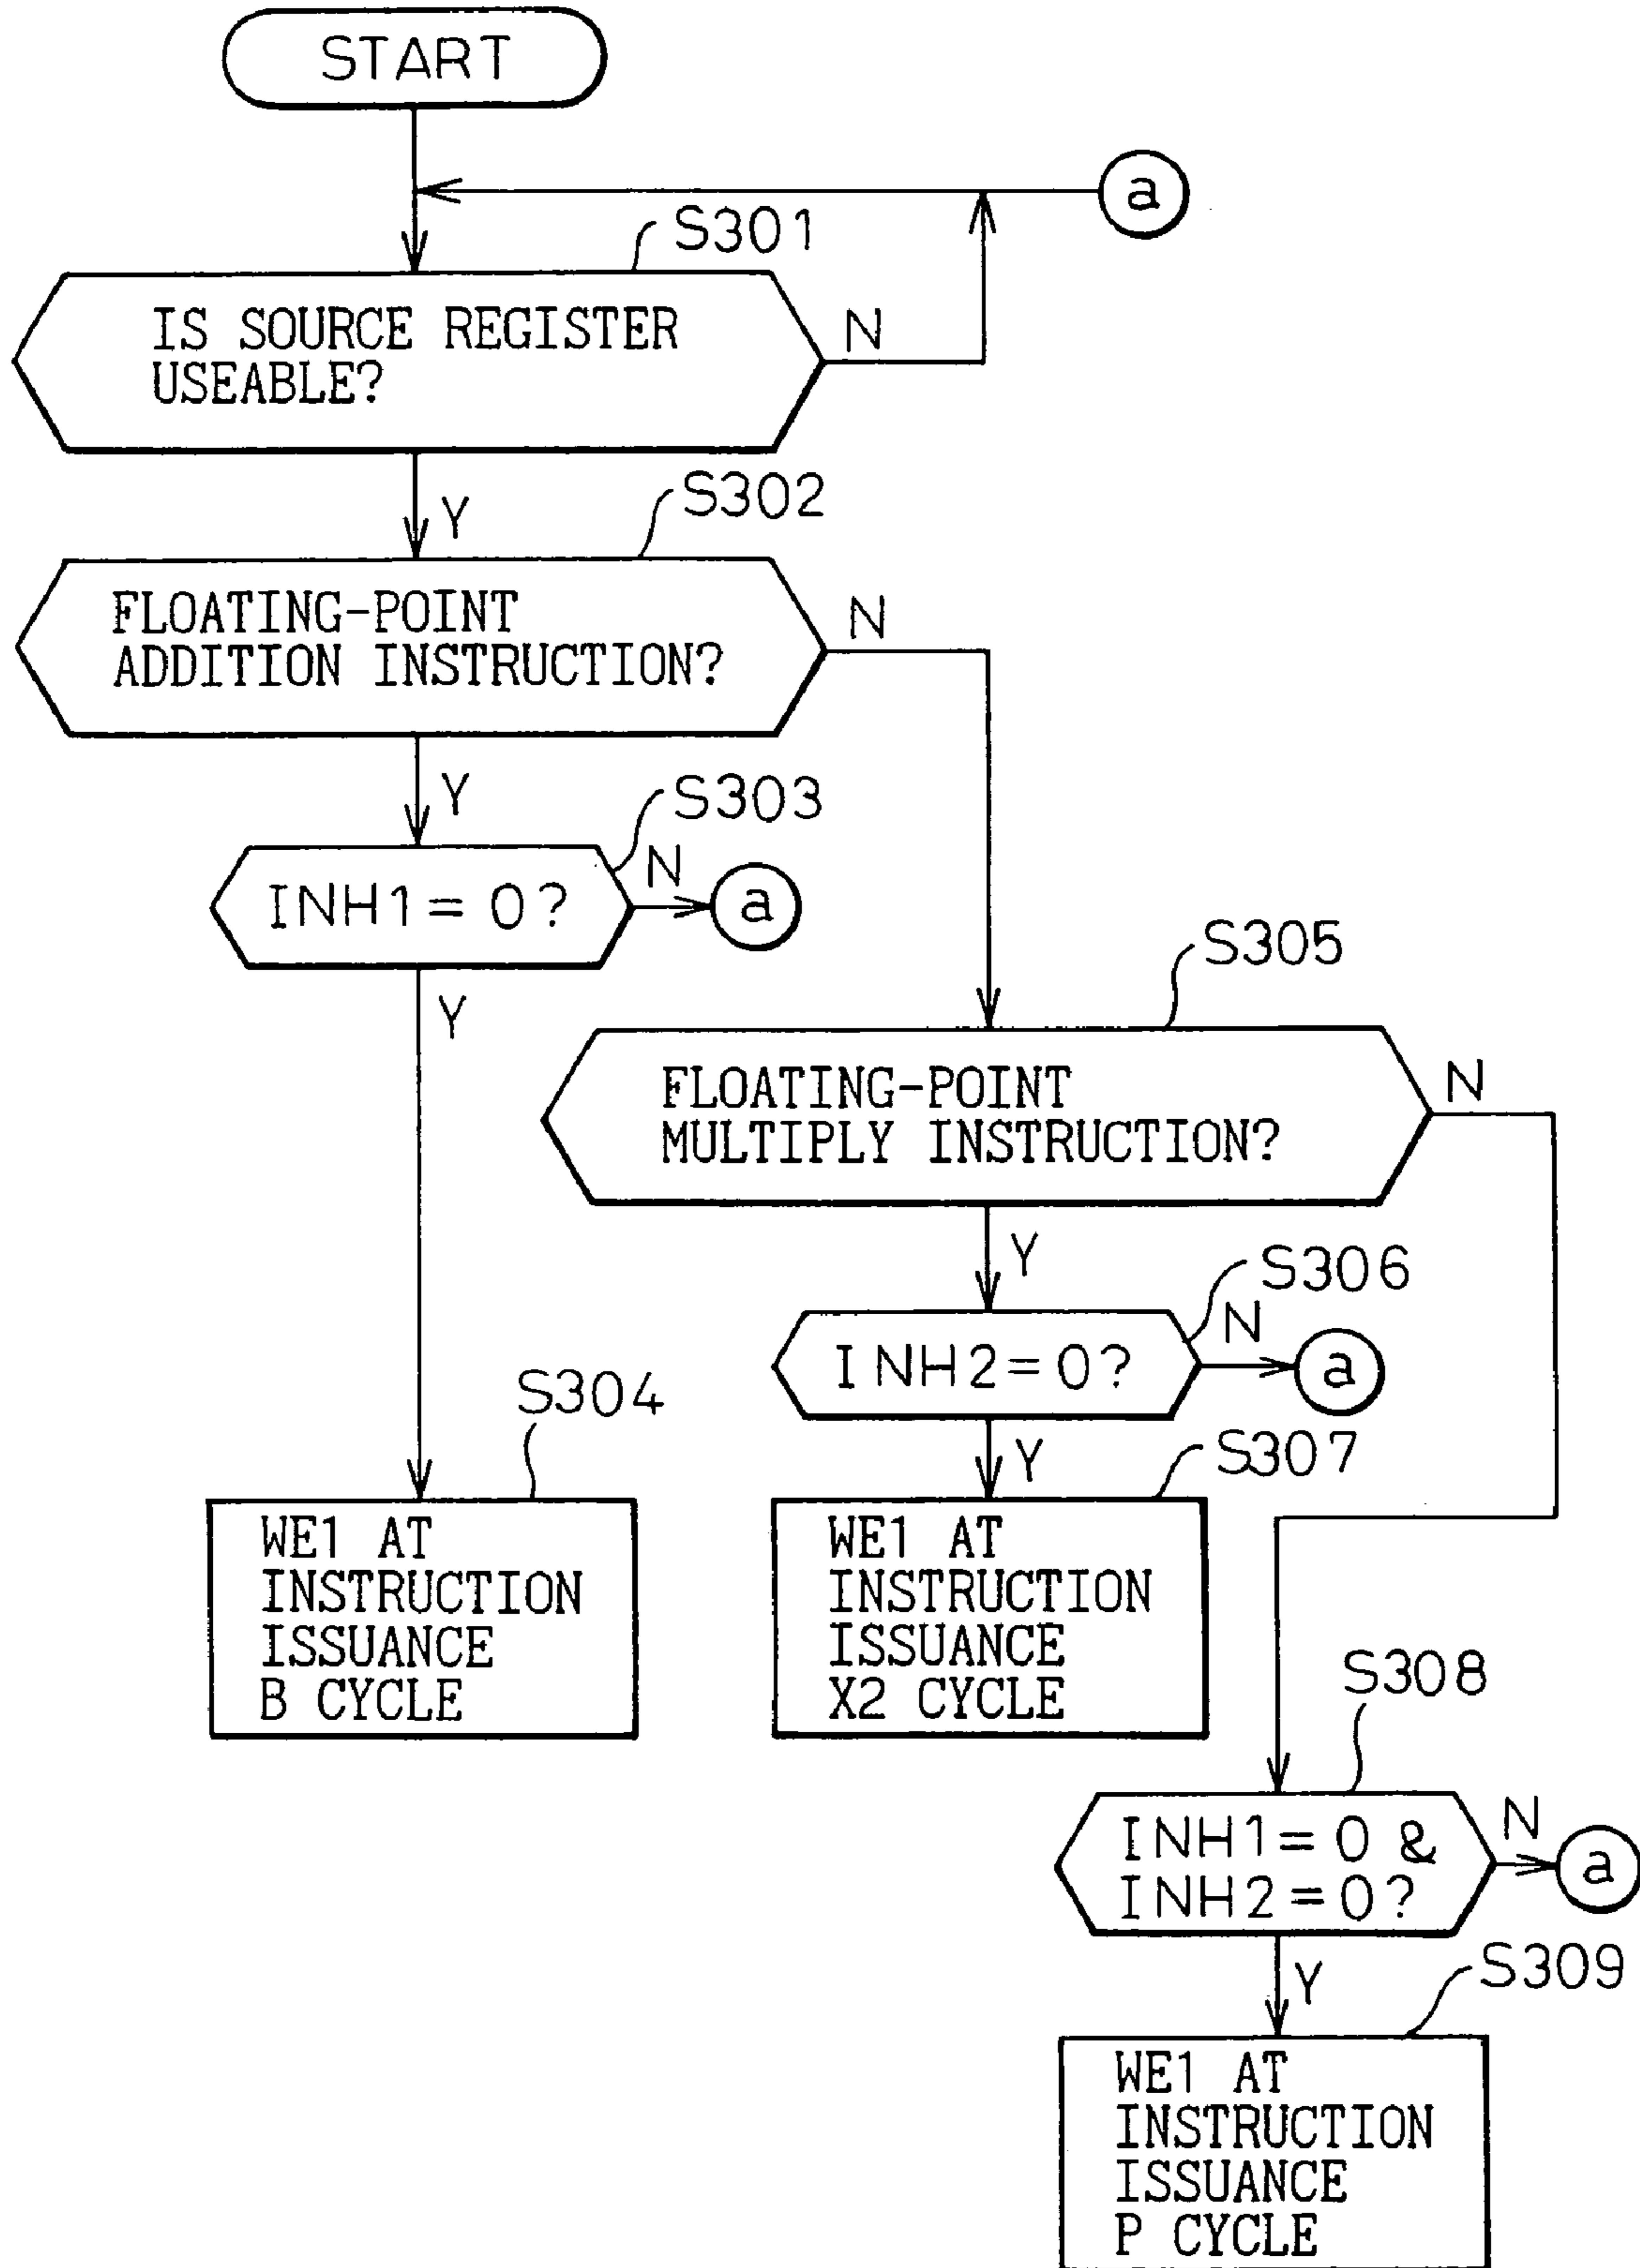 START
a
S301
IS SOURCE REGISTER
USEABLE?
N
Y
S302
FLOATING-POINT
ADDITION INSTRUCTION?
N
Y
S303
INH1=0?
N
a
Y
S305
FLOATING-POINT
MULTIPLY INSTRUCTION?
N
Y
S306
INH2=0?
N
a
Y
S304
WE1 AT
INSTRUCTION
ISSUANCE
B CYCLE
S307
WE1 AT
INSTRUCTION
ISSUANCE
X2 CYCLE
S308
INH1=0 &
INH2=0?
N
a
Y
S309
WE1 AT
INSTRUCTION
ISSUANCE
P CYCLE